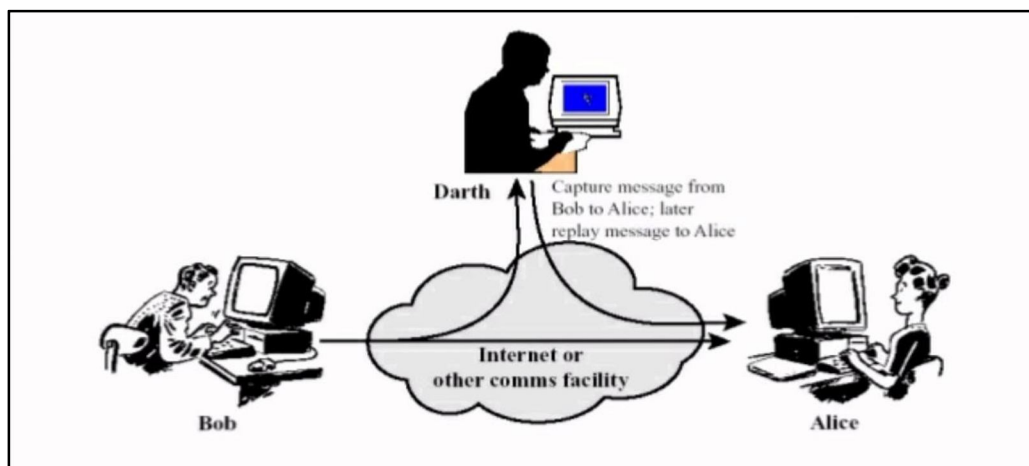 Darth
Capture message from
Bob to Alice; later
replay message to Alice
Internet or
other comms facility
Bob
Alice